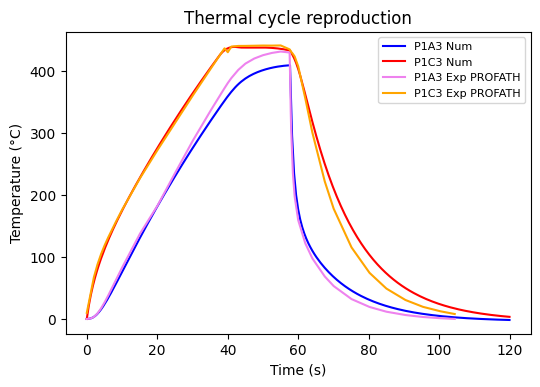 Thermal cycle reproduction
P1A3 Num
P1C3 Num
P1A3 Exp PROFATH
P1C3 Exp PROFATH
Temperature (°C)
400
300
200
100
0
0 20 40 60 80 100 120
Time (s)